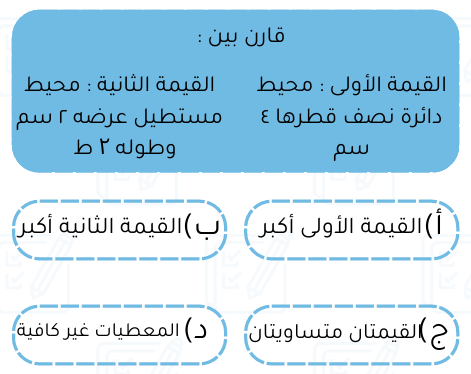 قارن بين :
القيمة الأولى : محيط
دائرة نصف قطرها ٤
سم
القيمة الثانية : محيط
مستطيل عرضه ٢ سم
وطوله ٢ ط
أ) القيمة الأولى أكبر
ب) القيمة الثانية أكبر
ج) القيمتان متساويتان
د) المعطيات غير كافية